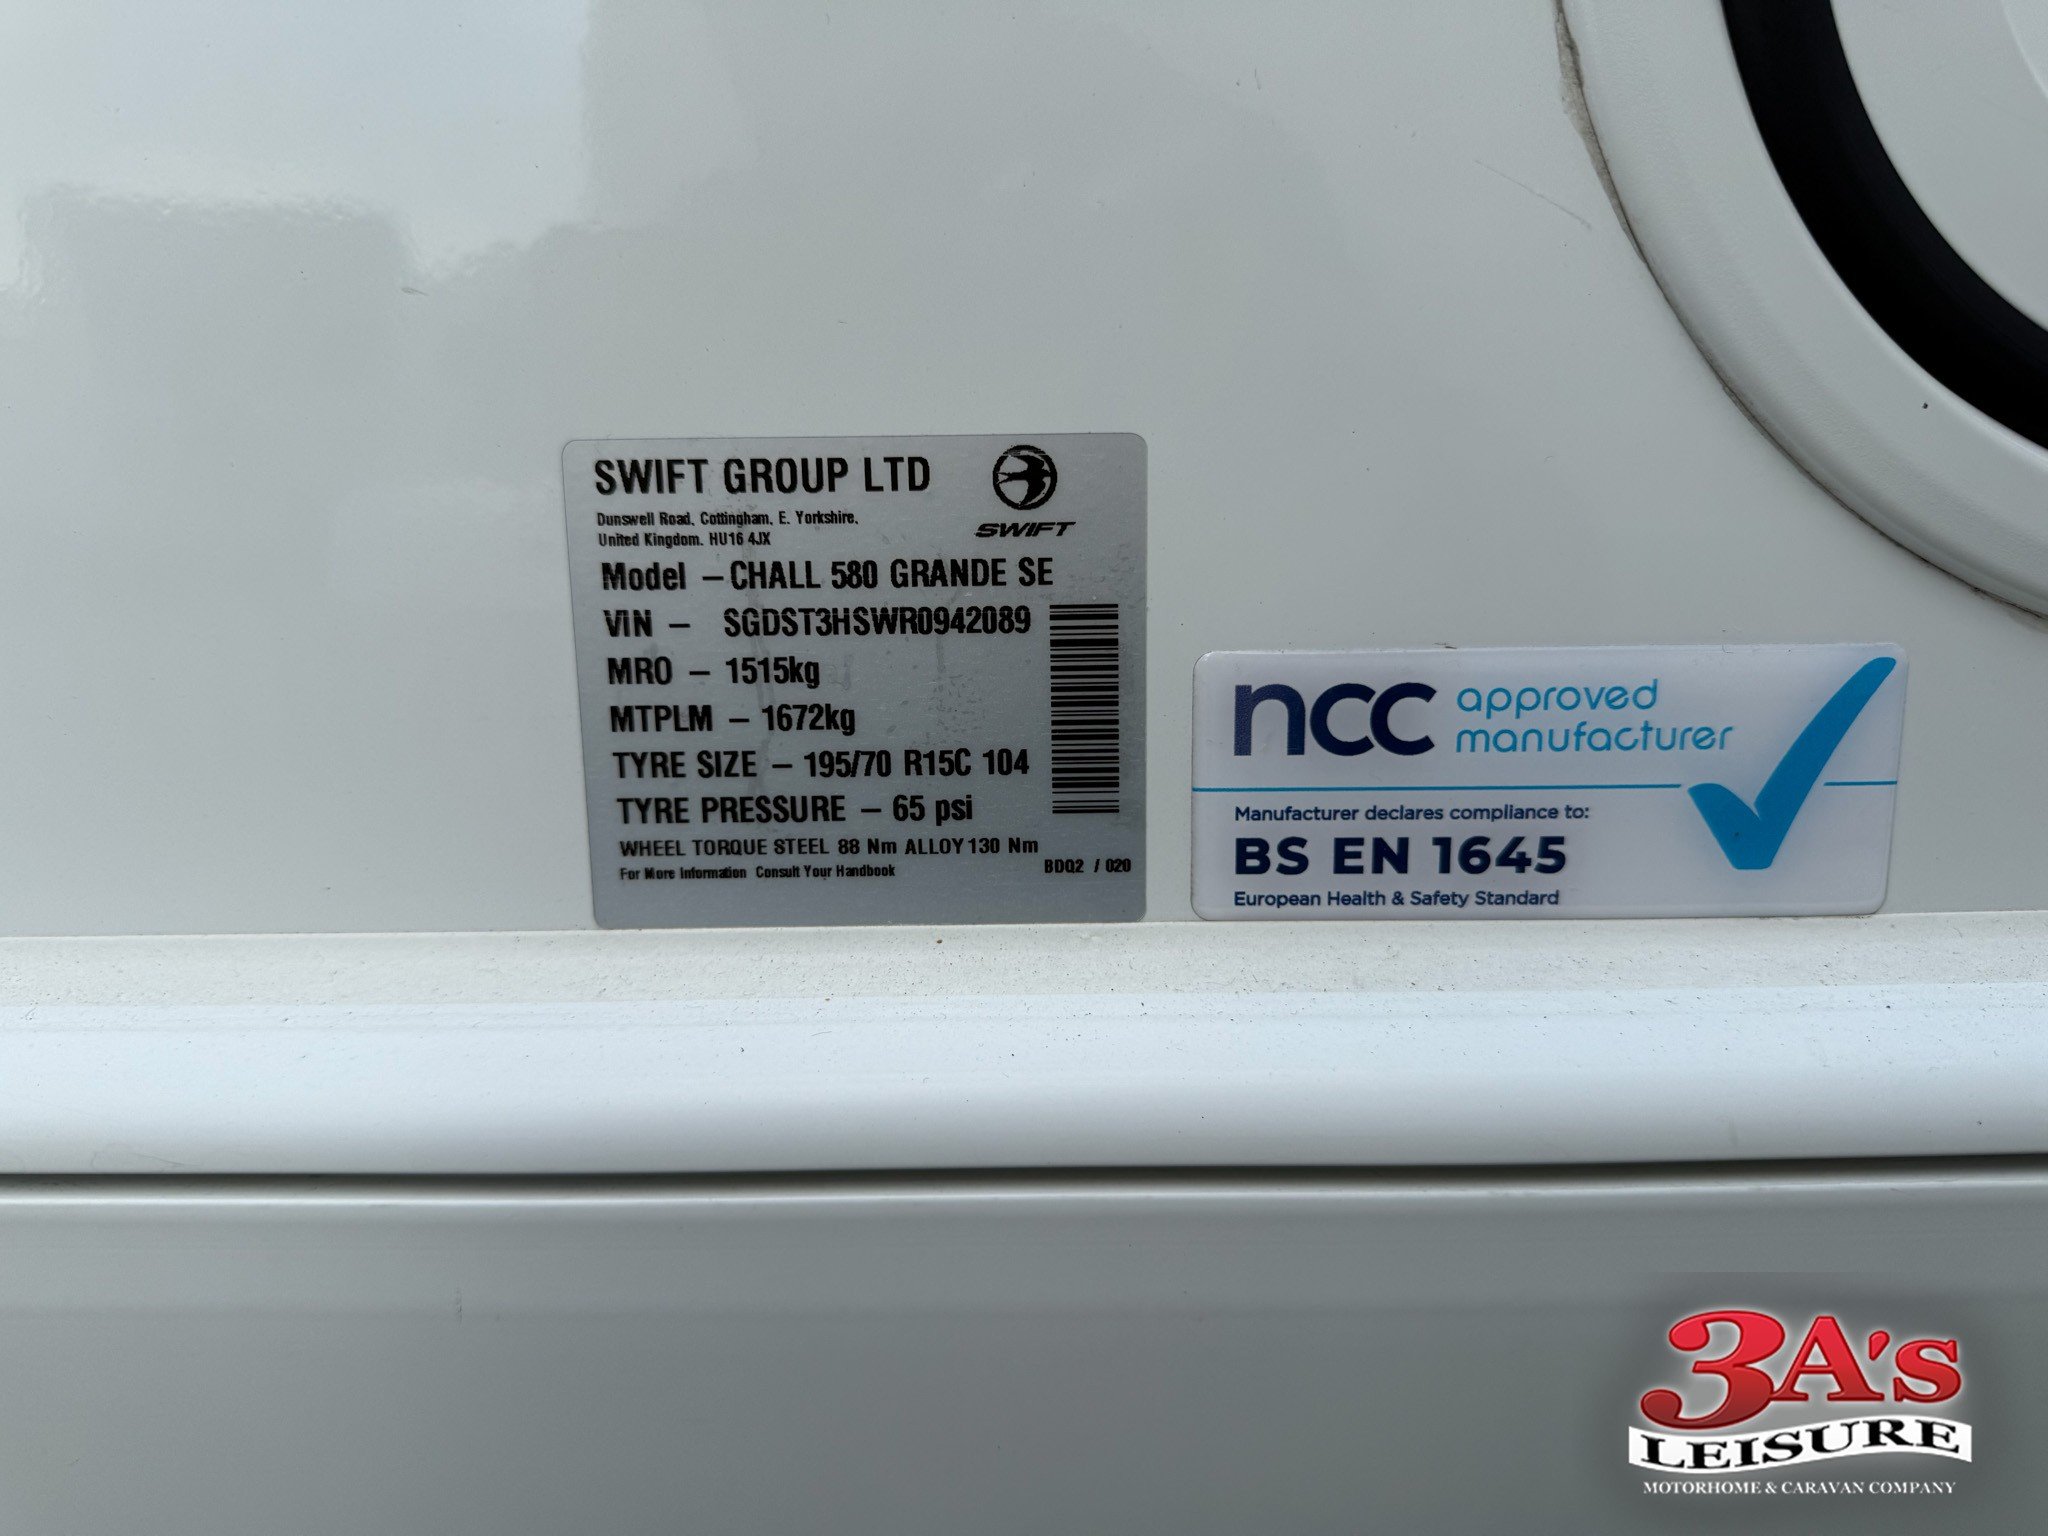 SWIFT GROUP LTD
SWIFT
Dunswell Road, Cottingham, E. Yorkshire,
United Kingdom. HU16 4JX
Model – CHALL 580 GRANDE SE
VIN – SGDST3HSWR0942089
MRO – 1515kg
MTPLM – 1672kg
TYRE SIZE – 195/70 R15C 104
TYRE PRESSURE – 65 psi
WHEEL TORQUE STEEL 88 Nm ALLOY 130 Nm
For More Information Consult Your Handbook
BDQ2 / 020
ncc approved
manufacturer
Manufacturer declares compliance to:
BS EN 1645
European Health & Safety Standard
3A's
LEISURE
MOTORHOME & CARAVAN COMPANY